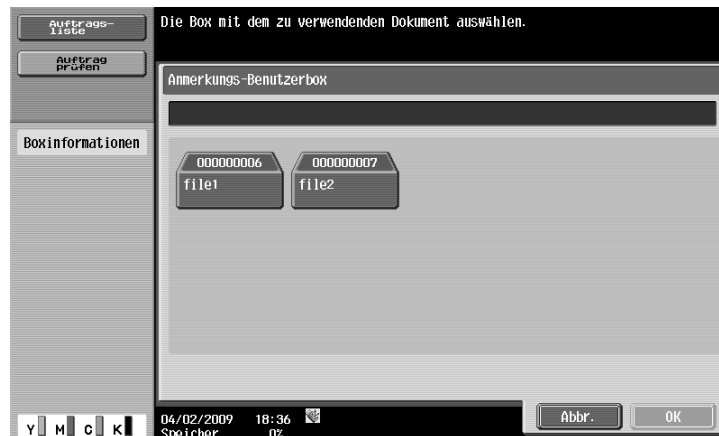 Auftrags-
liste
Auftrag
prüfen
Boxinformationen
Die Box mit dem zu verwendenden Dokument auswählen.
Anmerkungs-Benutzerbox
000000006
file1
000000007
file2
Abbr.
OK
Y M C K
04/02/2009 18:36
Speicher 0%